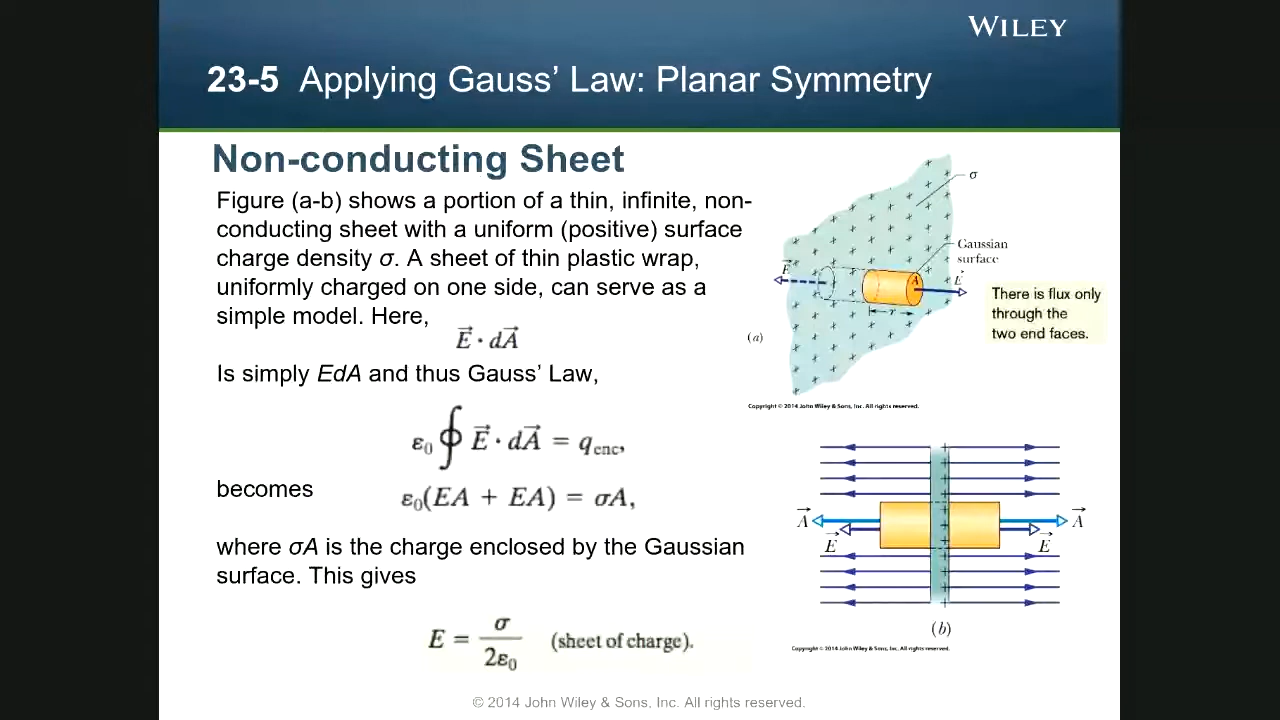 WILEY
23-5 Applying Gauss’ Law: Planar Symmetry
Non-conducting Sheet
Figure (a-b) shows a portion of a thin, infinite, non-
conducting sheet with a uniform (positive) surface
charge density σ. A sheet of thin plastic wrap,
uniformly charged on one side, can serve as a
simple model. Here,
E⃗ · dA⃗
Is simply EdA and thus Gauss’ Law,
ε₀∮E⃗ · dA⃗ = qenc,
becomes
ε₀(EA + EA) = σA,
where σA is the charge enclosed by the Gaussian
surface. This gives
E = σ/2ε₀ (sheet of charge).
σ
Gaussian
surface
E⃗
E⃗
A
r
There is flux only
through the
two end faces.
(a)
Copyright © 2014 John Wiley & Sons, Inc. All rights reserved.
A⃗
A⃗
E⃗
E⃗
(b)
Copyright © 2014 John Wiley & Sons, Inc. All rights reserved.
© 2014 John Wiley & Sons, Inc. All rights reserved.